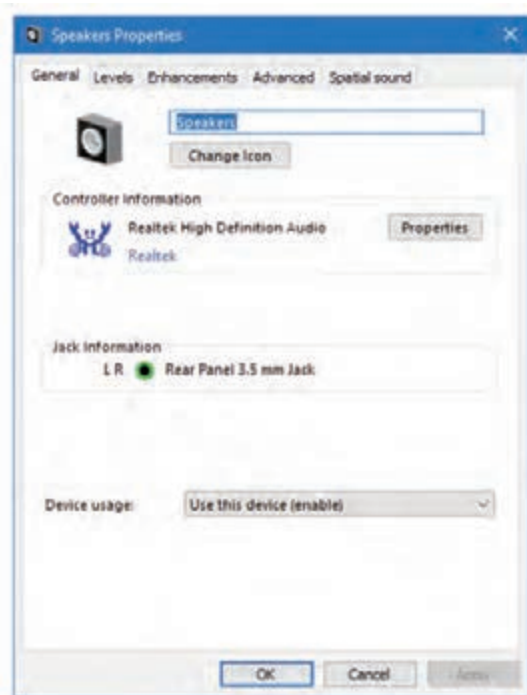 Speakers Properties
General Levels Enhancements Advanced Spatial sound
Speakers
Change Icon
Controller Information
Realtek High Definition Audio Properties
Realtek
Jack Information
L R Rear Panel 3.5 mm Jack
Device usage: Use this device (enable)
OK Cancel Apply